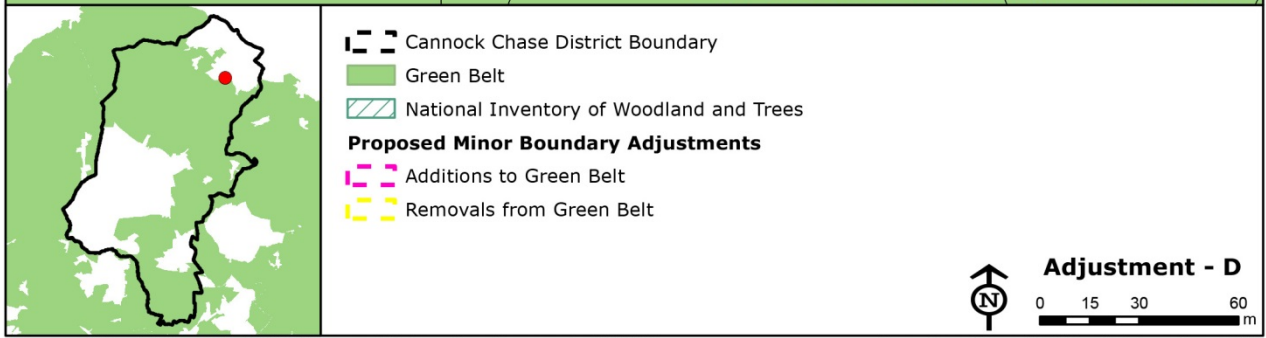 Cannock Chase District Boundary
Green Belt
National Inventory of Woodland and Trees
Proposed Minor Boundary Adjustments
Additions to Green Belt
Removals from Green Belt
Adjustment - D
N
0 15 30 60
m